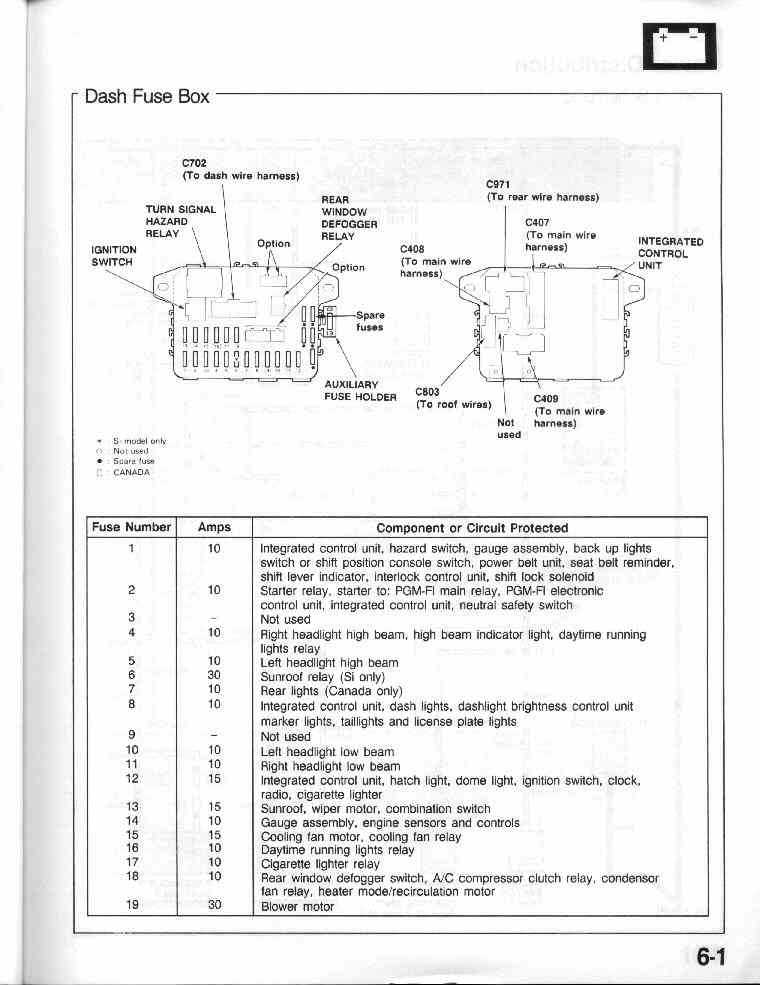 + −
Dash Fuse Box
C702
(To dash wire harness)
TURN SIGNAL
HAZARD
RELAY
IGNITION
SWITCH
Option
REAR
WINDOW
DEFOGGER
RELAY
Option
Spare
fuses
AUXILIARY
FUSE HOLDER
C971
(To rear wire harness)
C407
(To main wire
harness)
C408
(To main wire
harness)
INTEGRATED
CONTROL
UNIT
C803
(To roof wires)
Not
used
C409
(To main wire
harness)
* : Si model only
: Not used
● : Spare fuse
: CANADA
Fuse Number Amps Component or Circuit Protected
1 10 Integrated control unit, hazard switch, gauge assembly, back up lights
switch or shift position console switch, power belt unit, seat belt reminder,
shift lever indicator, interlock control unit, shift lock solenoid
2 10 Starter relay, starter to: PGM-FI main relay, PGM-FI electronic
control unit, integrated control unit, neutral safety switch
3 - Not used
4 10 Right headlight high beam, high beam indicator light, daytime running
lights relay
5 10 Left headlight high beam
6 30 Sunroof relay (Si only)
7 10 Rear lights (Canada only)
8 10 Integrated control unit, dash lights, dashlight brightness control unit
marker lights, taillights and license plate lights
9 - Not used
10 10 Left headlight low beam
11 10 Right headlight low beam
12 15 Integrated control unit, hatch light, dome light, ignition switch, clock,
radio, cigarette lighter
13 15 Sunroof, wiper motor, combination switch
14 10 Gauge assembly, engine sensors and controls
15 15 Cooling fan motor, cooling fan relay
16 10 Daytime running lights relay
17 10 Cigarette lighter relay
18 10 Rear window defogger switch, A/C compressor clutch relay, condensor
fan relay, heater mode/recirculation motor
19 30 Blower motor
6-1